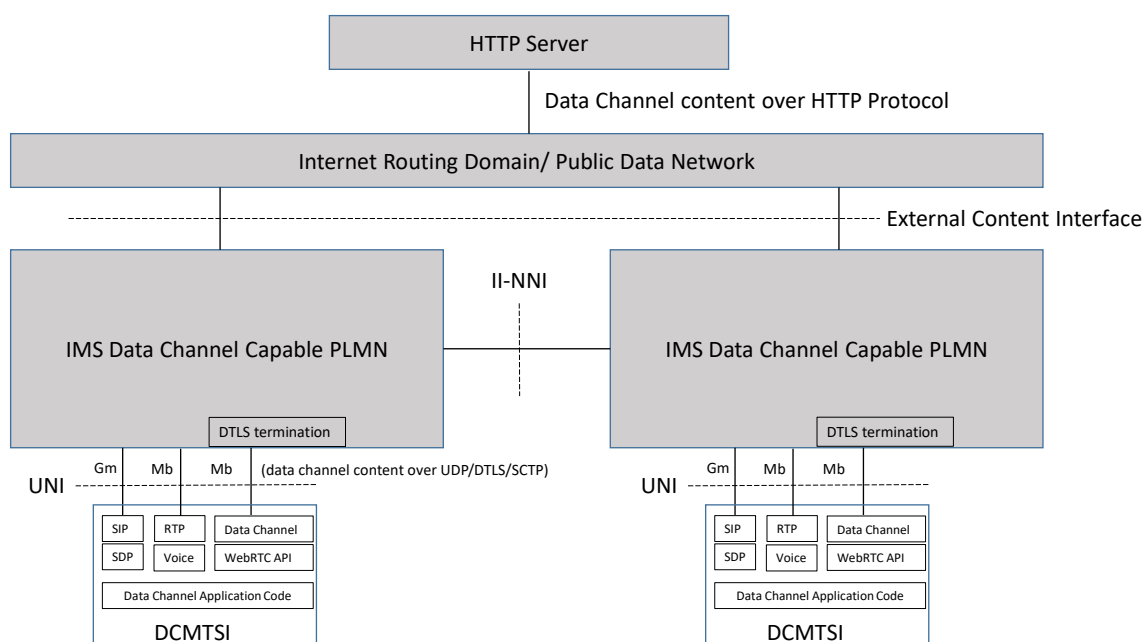 HTTP Server
Data Channel content over HTTP Protocol
Internet Routing Domain/ Public Data Network
External Content Interface
II-NNI
IMS Data Channel Capable PLMN
IMS Data Channel Capable PLMN
DTLS termination
DTLS termination
Gm
Mb
Mb
(data channel content over UDP/DTLS/SCTP)
Gm
Mb
Mb
UNI
UNI
SIP
RTP
Data Channel
SDP
Voice
WebRTC API
Data Channel Application Code
DCMTSI
SIP
RTP
Data Channel
SDP
Voice
WebRTC API
Data Channel Application Code
DCMTSI